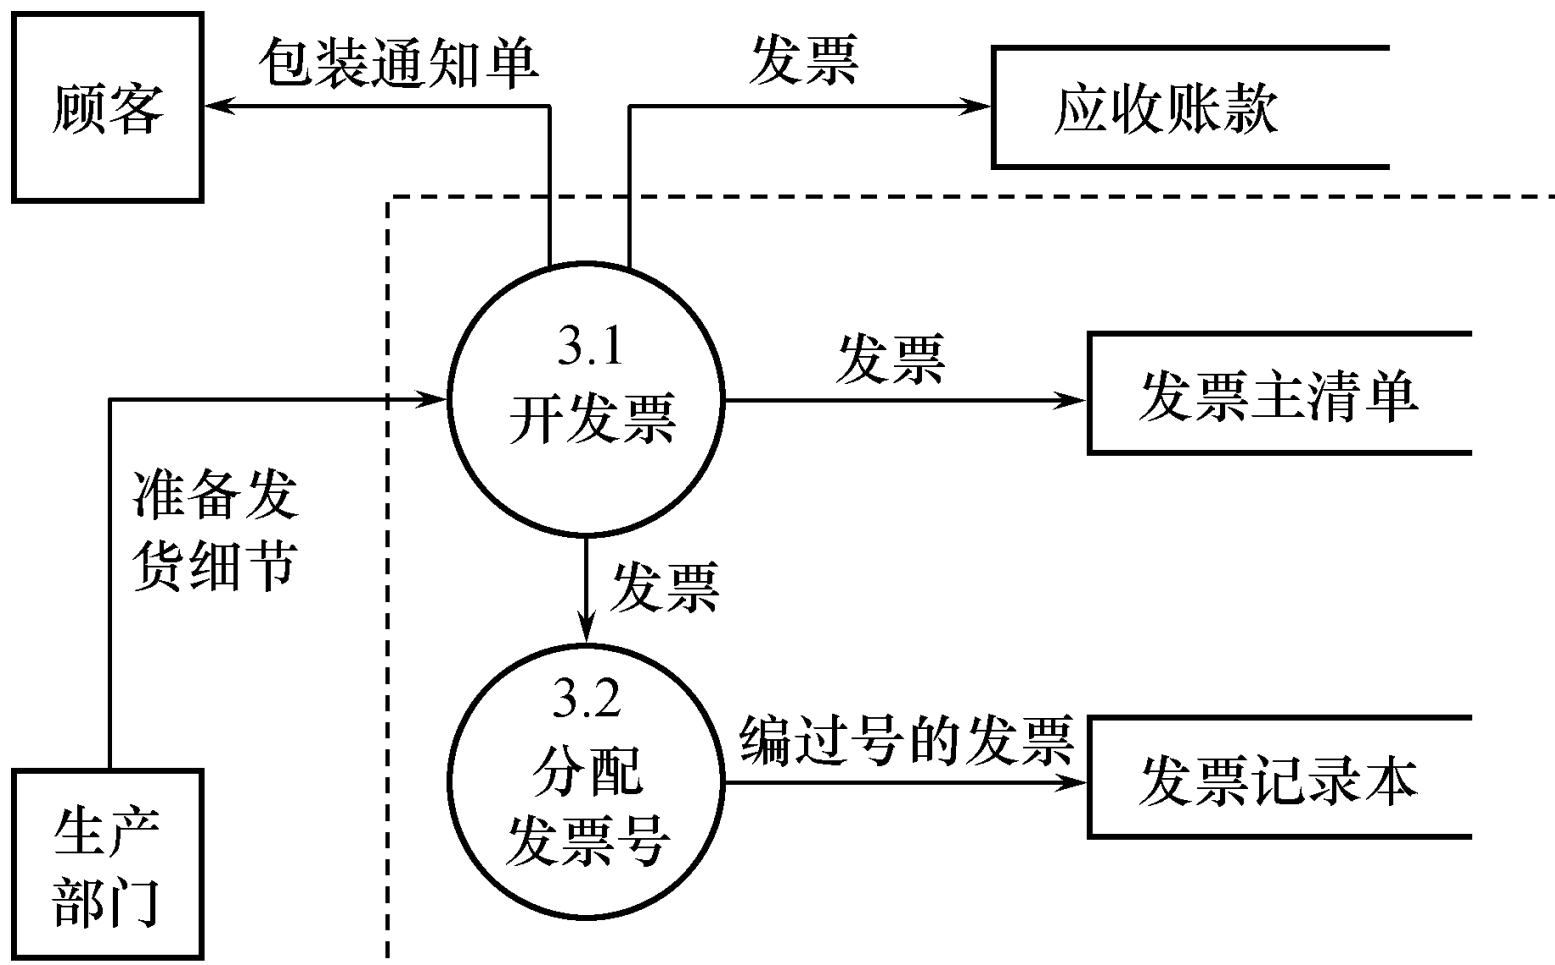 顾客
包装通知单
发票
应收账款
3.1
开发票
发票
发票主清单
准备发
货细节
发票
3.2
分配
发票号
编过号的发票
发票记录本
生产
部门